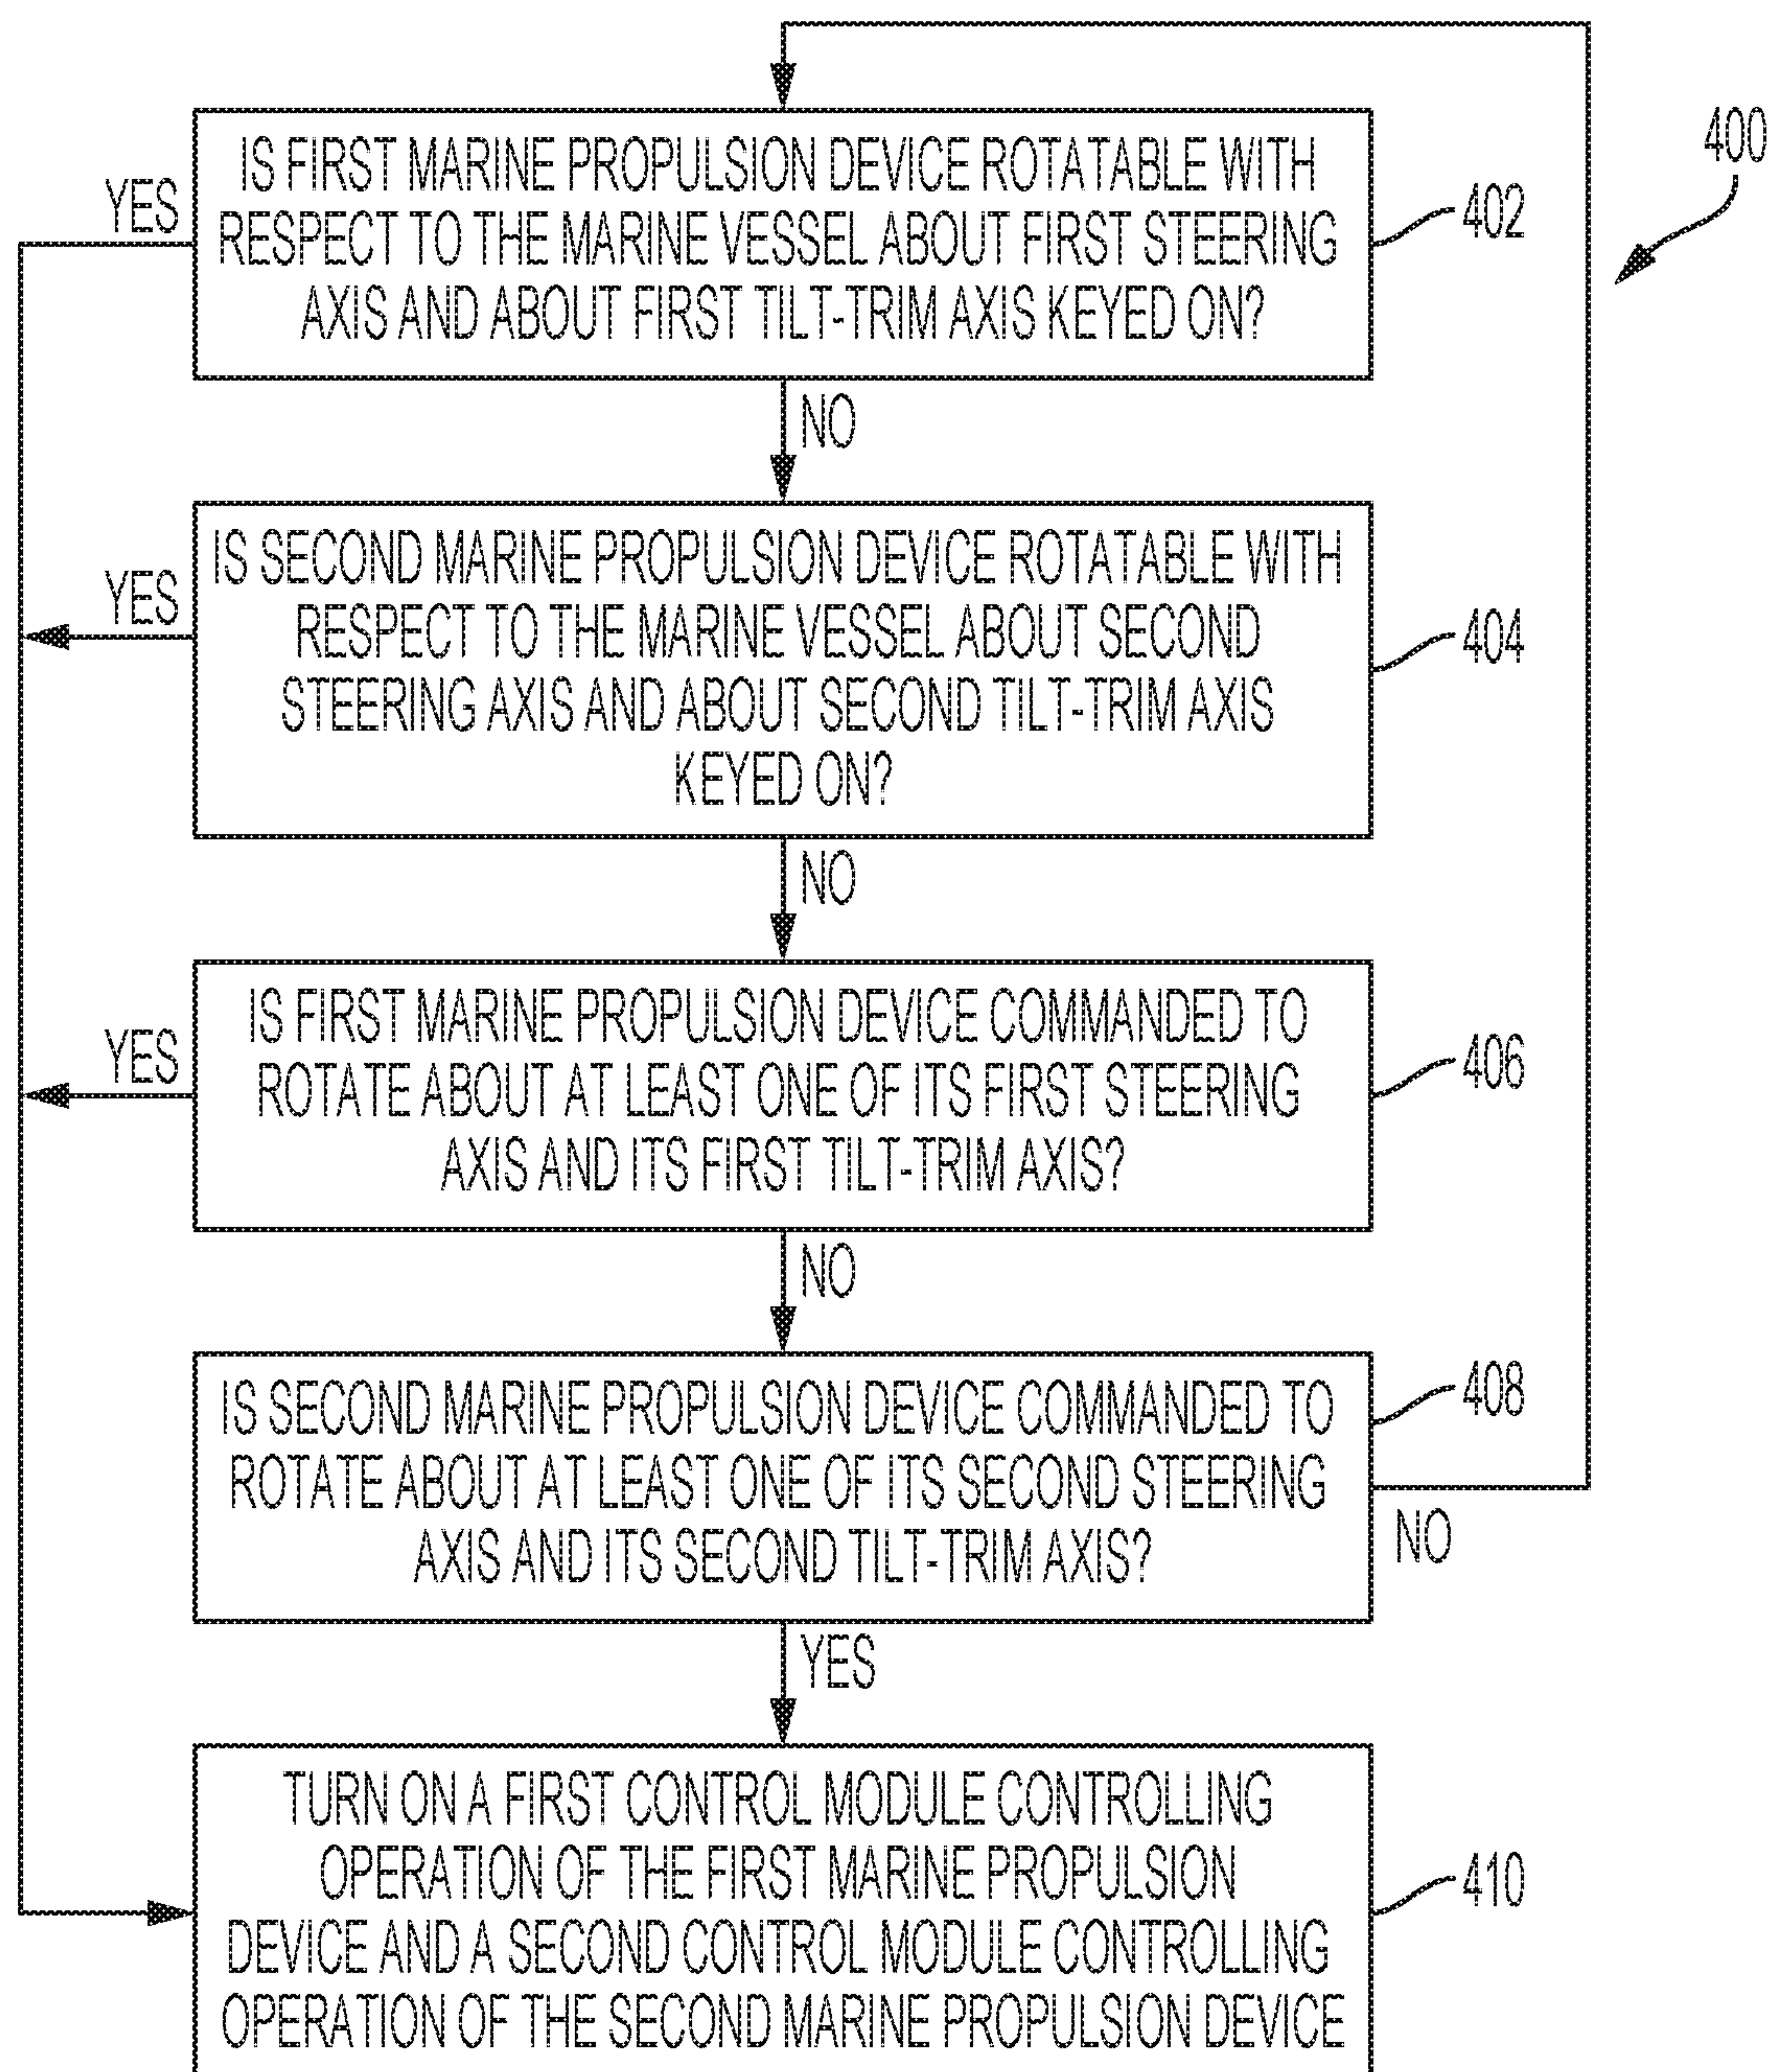 400
IS FIRST MARINE PROPULSION DEVICE ROTATABLE WITH
RESPECT TO THE MARINE VESSEL ABOUT FIRST STEERING
AXIS AND ABOUT FIRST TILT-TRIM AXIS KEYED ON?
YES
402
NO
IS SECOND MARINE PROPULSION DEVICE ROTATABLE WITH
RESPECT TO THE MARINE VESSEL ABOUT SECOND
STEERING AXIS AND ABOUT SECOND TILT-TRIM AXIS
KEYED ON?
YES
404
NO
IS FIRST MARINE PROPULSION DEVICE COMMANDED TO
ROTATE ABOUT AT LEAST ONE OF ITS FIRST STEERING
AXIS AND ITS FIRST TILT-TRIM AXIS?
YES
406
NO
IS SECOND MARINE PROPULSION DEVICE COMMANDED TO
ROTATE ABOUT AT LEAST ONE OF ITS SECOND STEERING
AXIS AND ITS SECOND TILT-TRIM AXIS?
408
NO
YES
TURN ON A FIRST CONTROL MODULE CONTROLLING
OPERATION OF THE FIRST MARINE PROPULSION
DEVICE AND A SECOND CONTROL MODULE CONTROLLING
OPERATION OF THE SECOND MARINE PROPULSION DEVICE
410